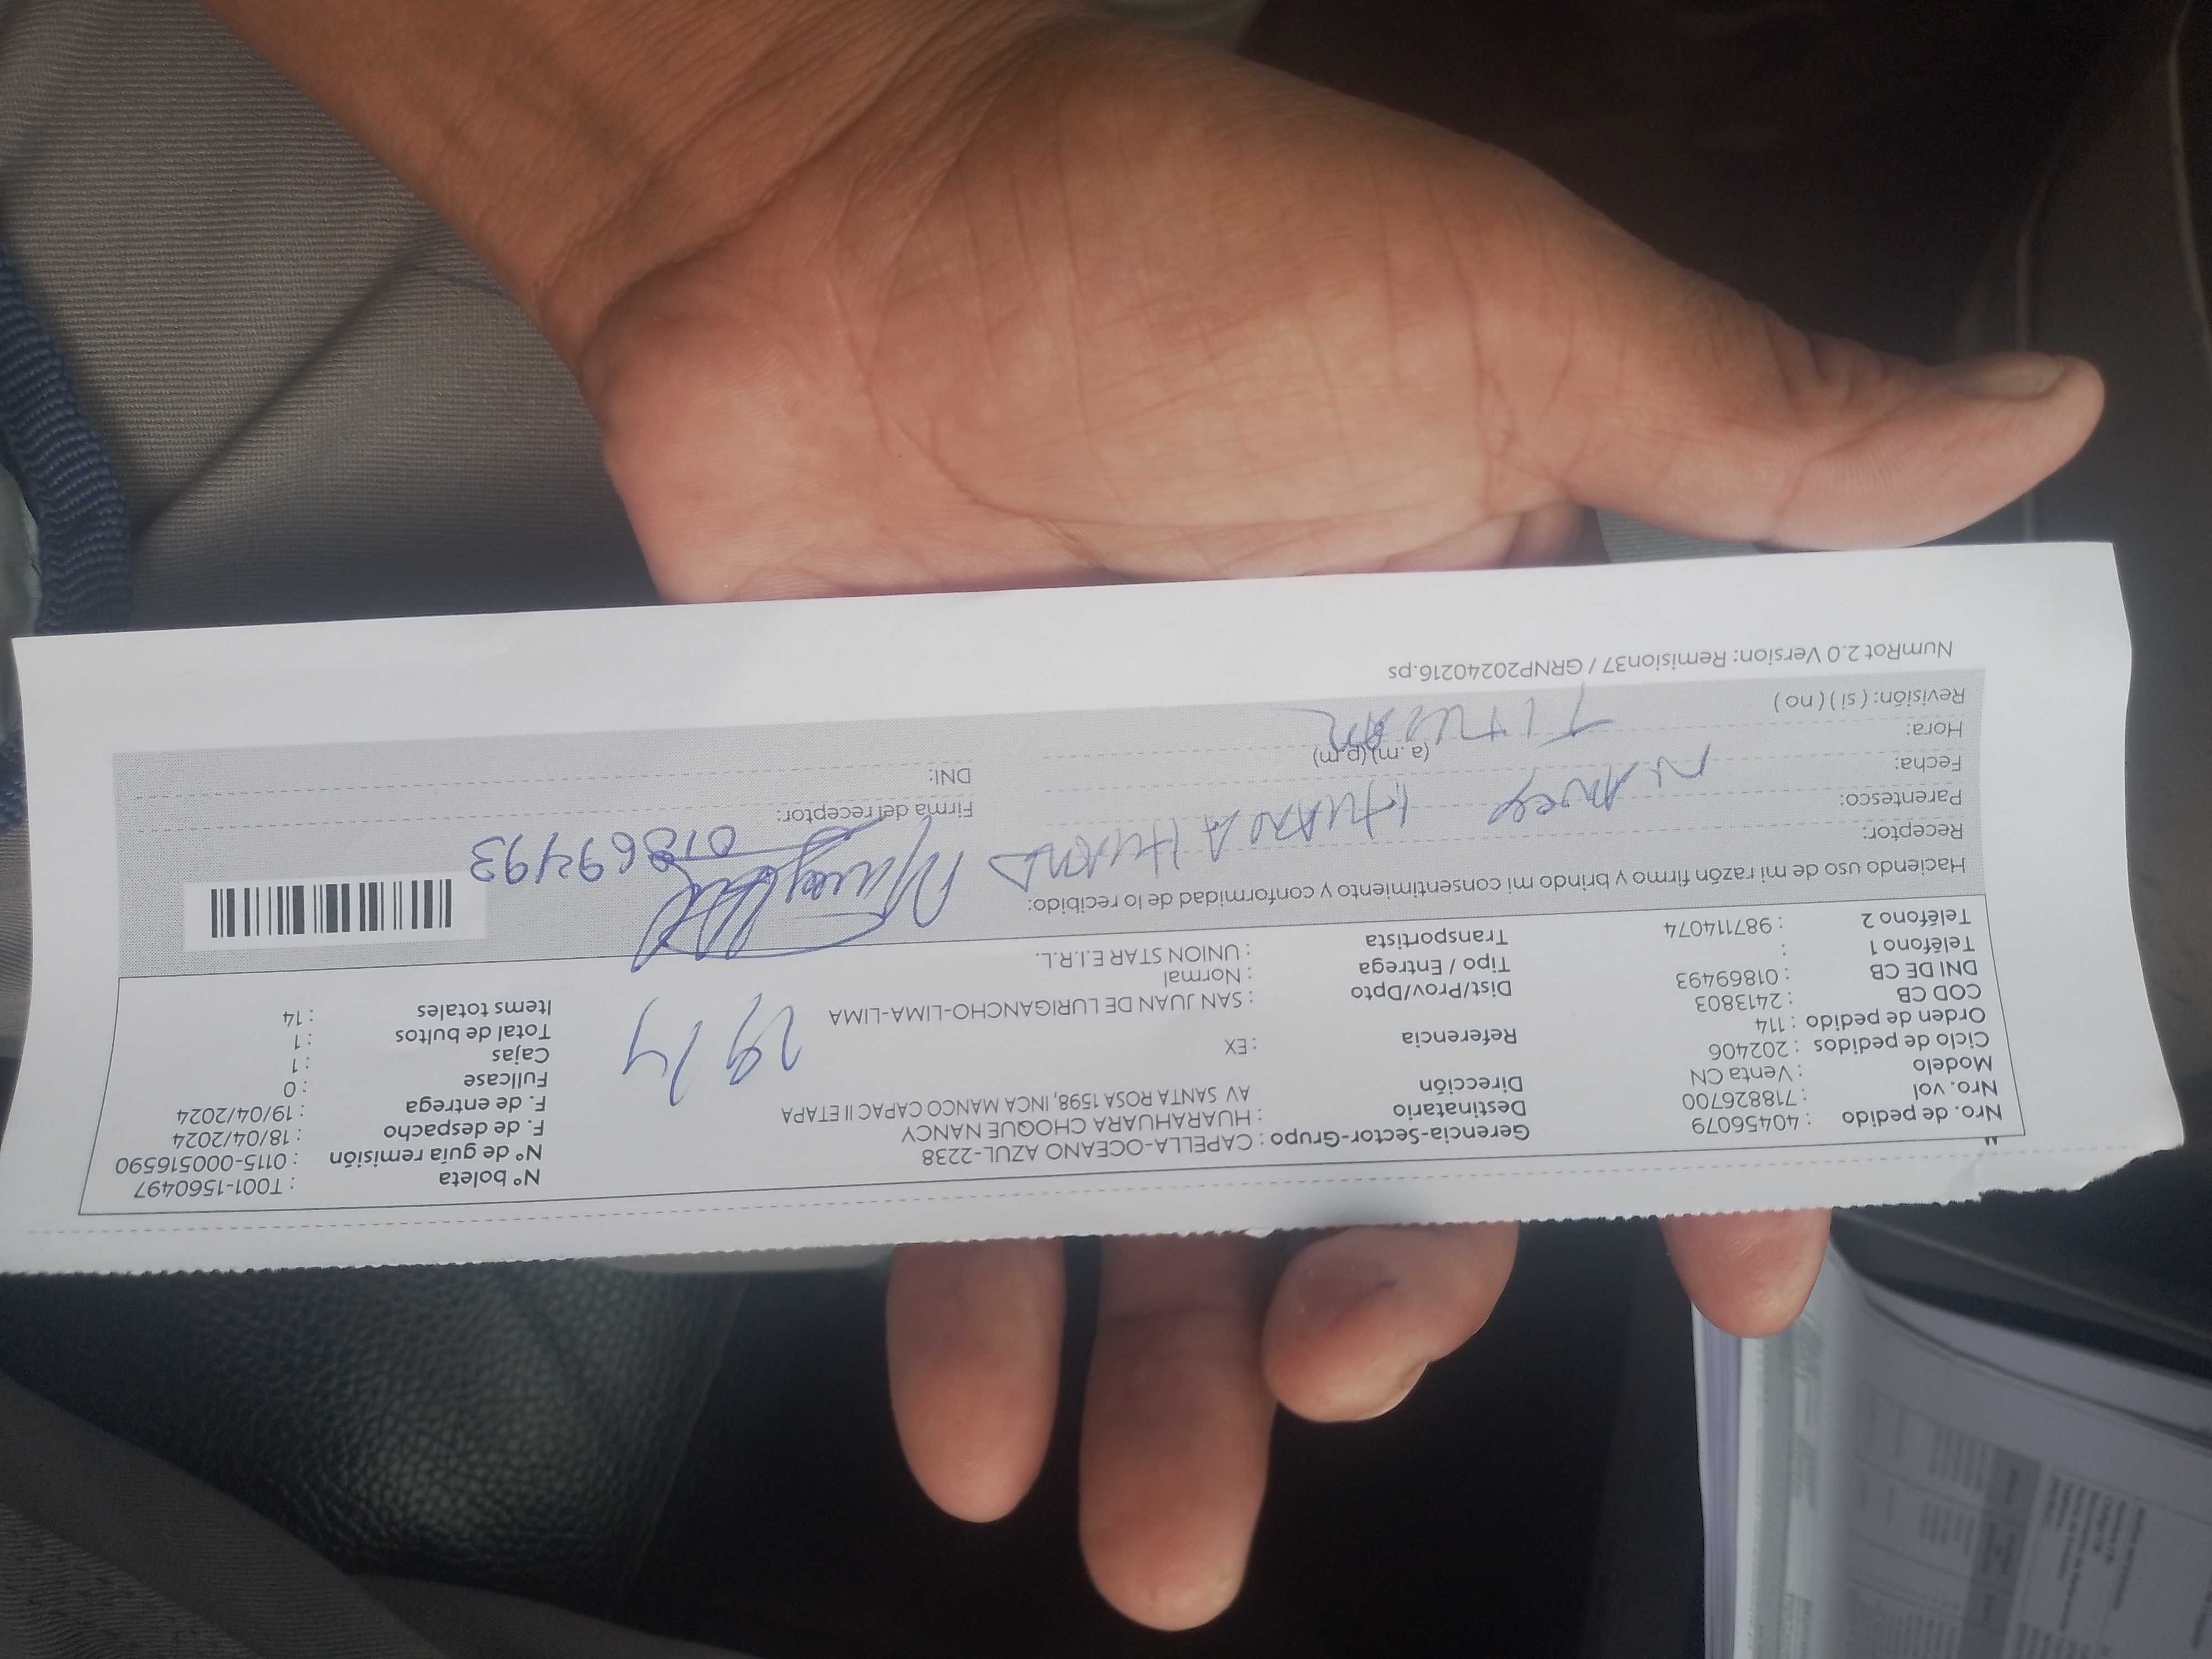 Nro. de pedido : 40456079
Nro. vol : 718826700
Modelo : Venta CN
Ciclo de pedidos : 202406
Orden de pedido : 114
COD CB : 2413803
DNI DE CB : 01869493
Teléfono 1 :
Teléfono 2 : 987114074
Gerencia-Sector-Grupo : CAPELLA-OCEANO AZUL-2238
Destinatario : HUARAHUARA CHOQUE NANCY
Dirección AV SANTA ROSA 1598, INCA MANCO CAPAC II ETAPA
Referencia : EX
Dist/Prov/Dpto : SAN JUAN DE LURIGANCHO-LIMA-LIMA
Tipo / Entrega : Normal
Transportista : UNION STAR E.I.R.L.
N° boleta : T001-1560497
N° de guía remisión : 0115-000516590
F. de despacho : 18/04/2024
F. de entrega : 19/04/2024
Fullcase : 0
Cajas : 1
Total de bultos : 1
Items totales : 14
19/4
Haciendo uso de mi razón firmo y brindo mi consentimiento y conformidad de lo recibido:
Receptor:
Parentesco:
Nancy
Fecha:
Hora: (a.m) (p.m)
TITULAR
Revisión: ( si ) ( no )
01869493
Firma del receptor:
DNI:
NumRot 2.0 Version: Remision37 / GRNP20240216.ps